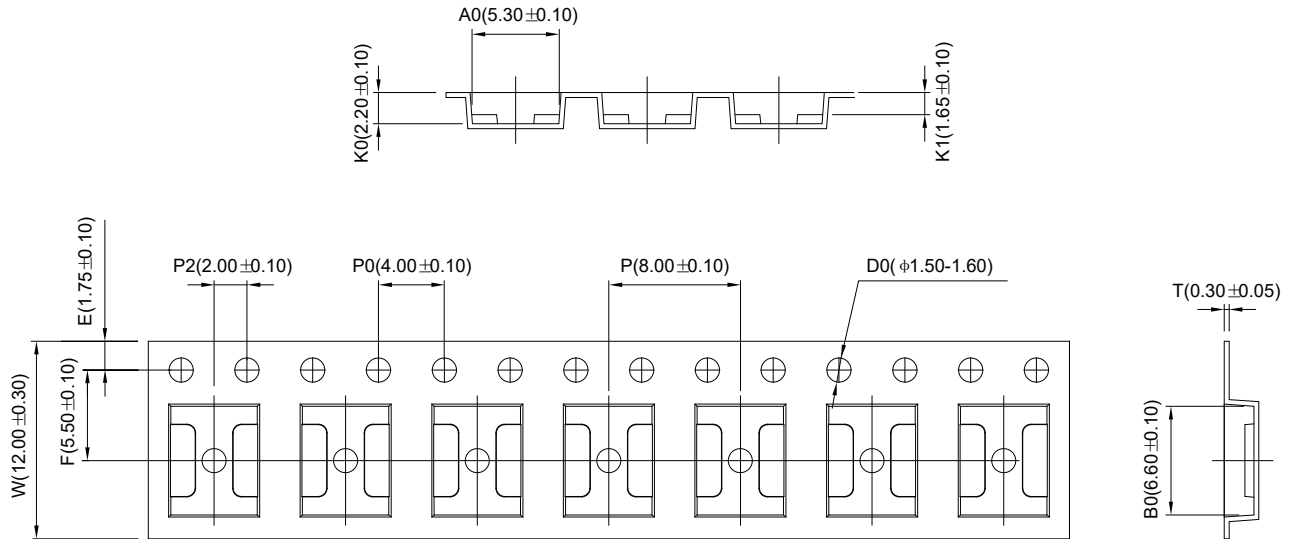 A0(5.30±0.10)
K0(2.20±0.10)
K1(1.65±0.10)
E(1.75±0.10)
P2(2.00±0.10)
P0(4.00±0.10)
P(8.00±0.10)
D0(ϕ1.50-1.60)
T(0.30±0.05)
W(12.00±0.30)
F(5.50±0.10)
B0(6.60±0.10)